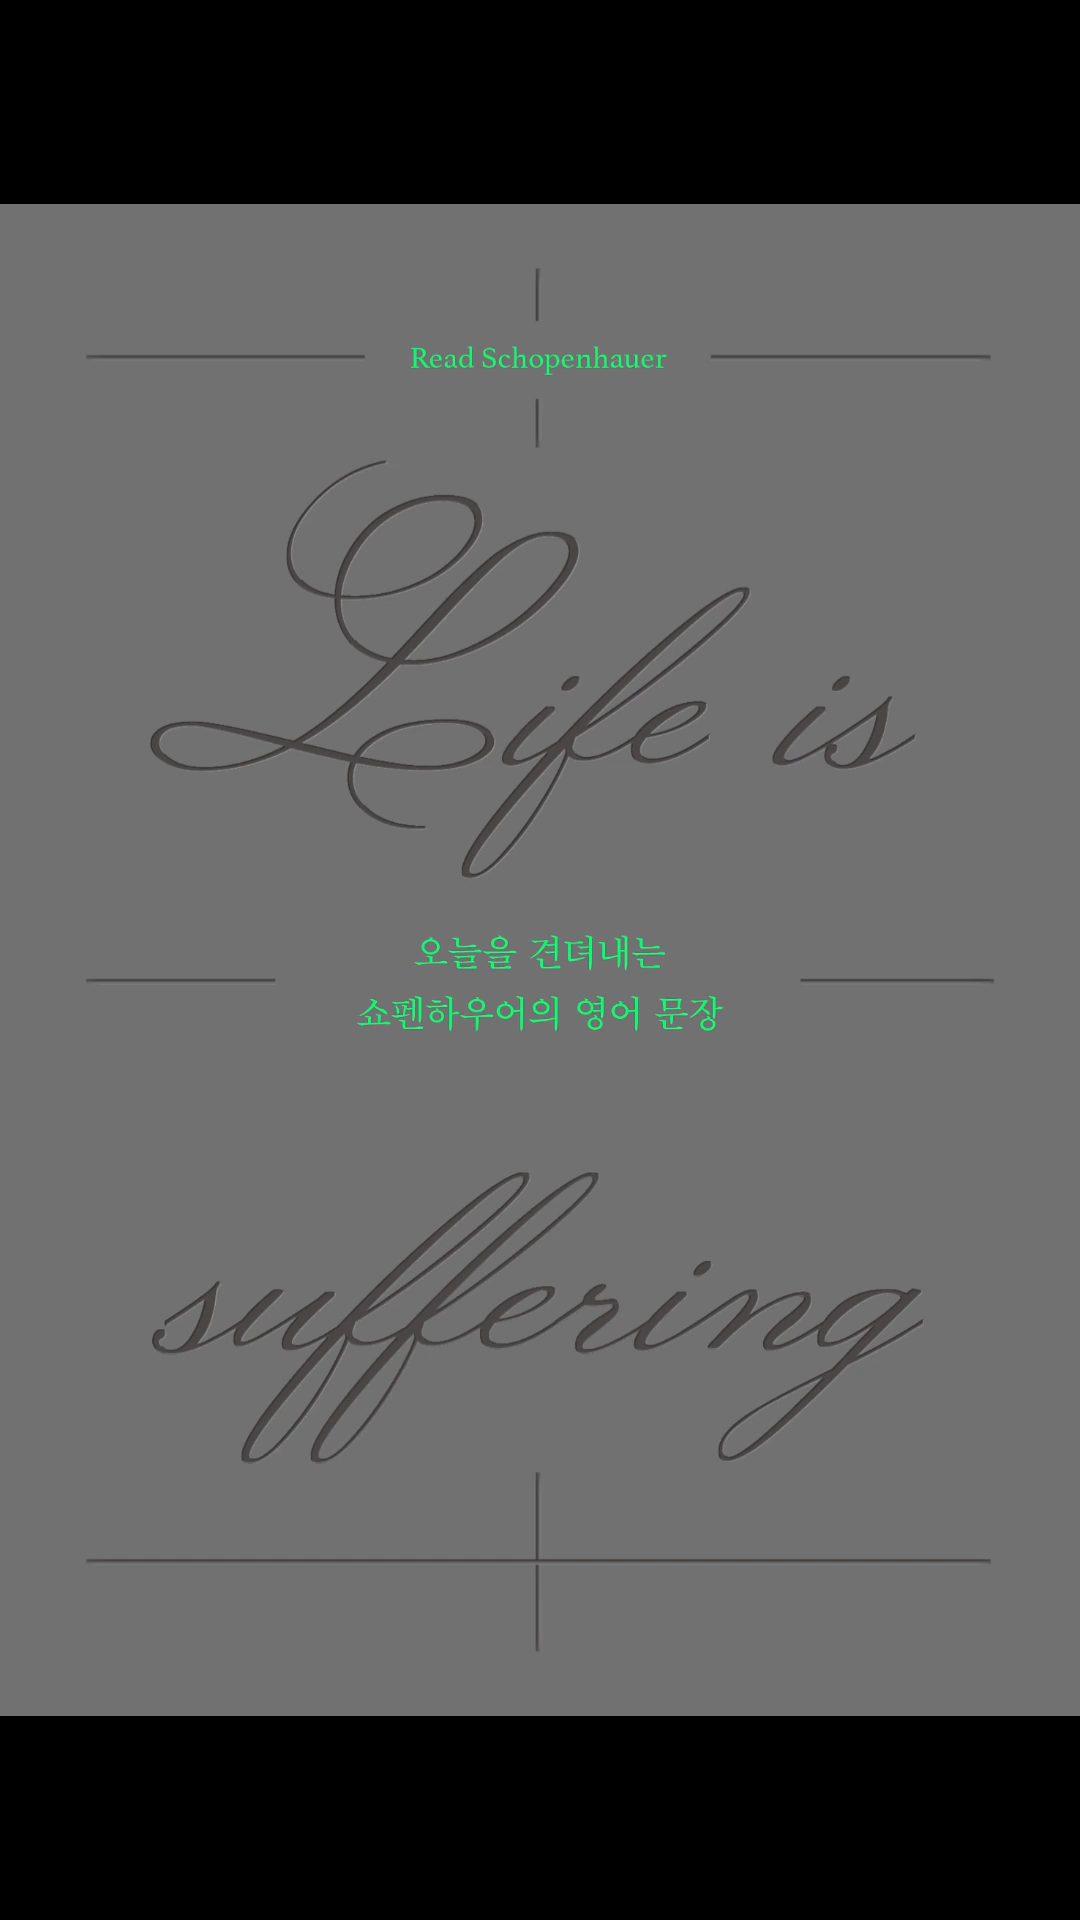 Read Schopenhauer
Life is
오늘을 견뎌내는
쇼펜하우어의 영어 문장
suffering